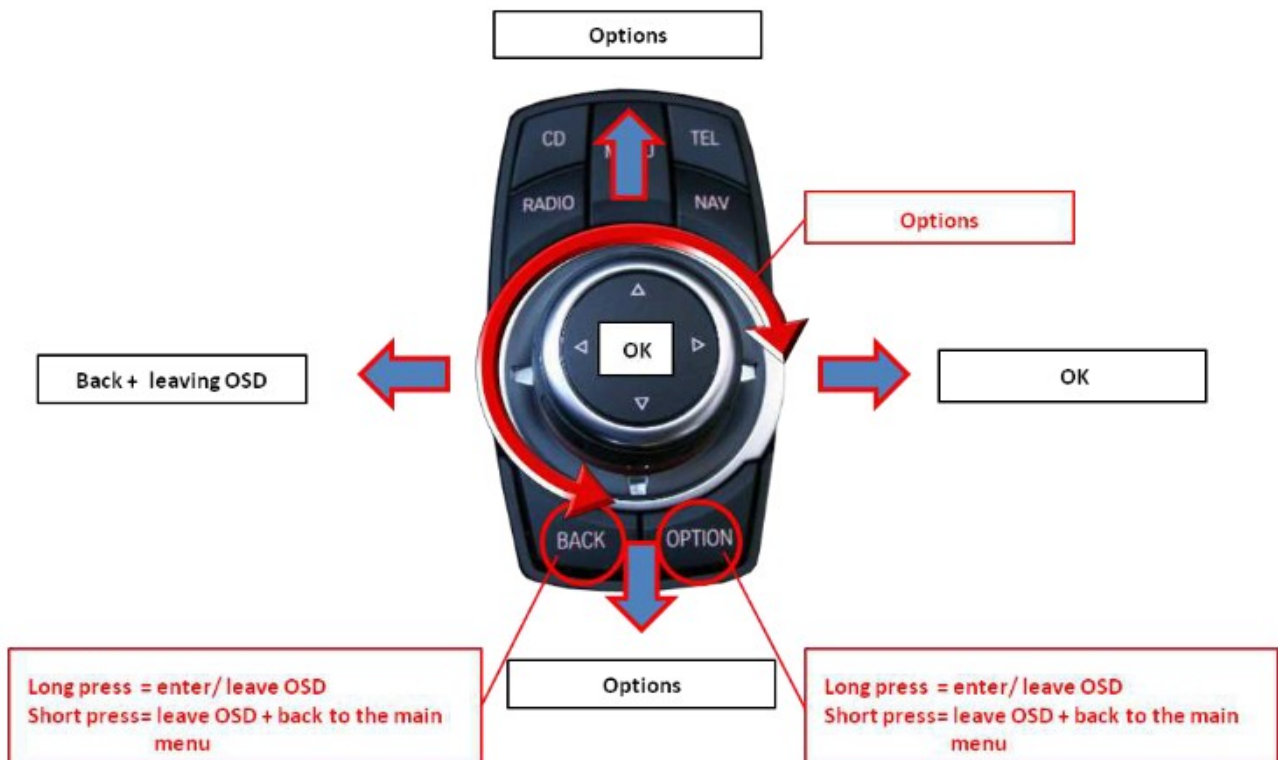 Options
CD
TEL
RADIO
NAV
Options
OK
Back + leaving OSD
OK
BACK
OPTION
Options
Long press = enter/ leave OSD
Short press= leave OSD + back to the main
menu
Long press = enter/ leave OSD
Short press= leave OSD + back to the main
menu